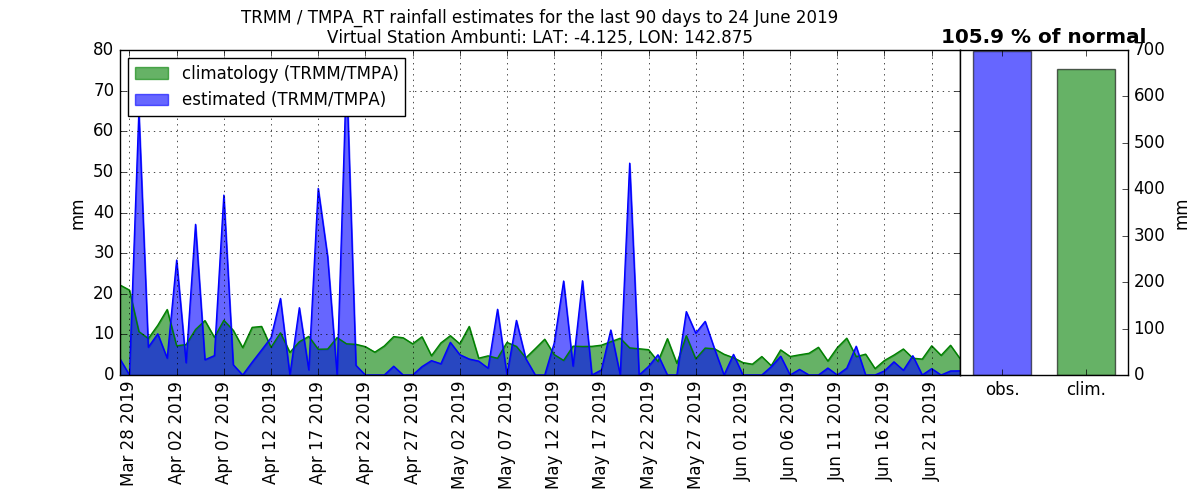 TRMM / TMPA_RT rainfall estimates for the last 90 days to 24 June 2019
Virtual Station Ambunti: LAT: -4.125, LON: 142.875
105.9 % of normal
climatology (TRMM/TMPA)
estimated (TRMM/TMPA)
80
70
60
50
40
30
20
10
0
mm
Mar 28 2019
Apr 02 2019
Apr 07 2019
Apr 12 2019
Apr 17 2019
Apr 22 2019
Apr 27 2019
May 02 2019
May 07 2019
May 12 2019
May 17 2019
May 22 2019
May 27 2019
Jun 01 2019
Jun 06 2019
Jun 11 2019
Jun 16 2019
Jun 21 2019
obs.
clim.
700
600
500
400
300
200
100
0
mm